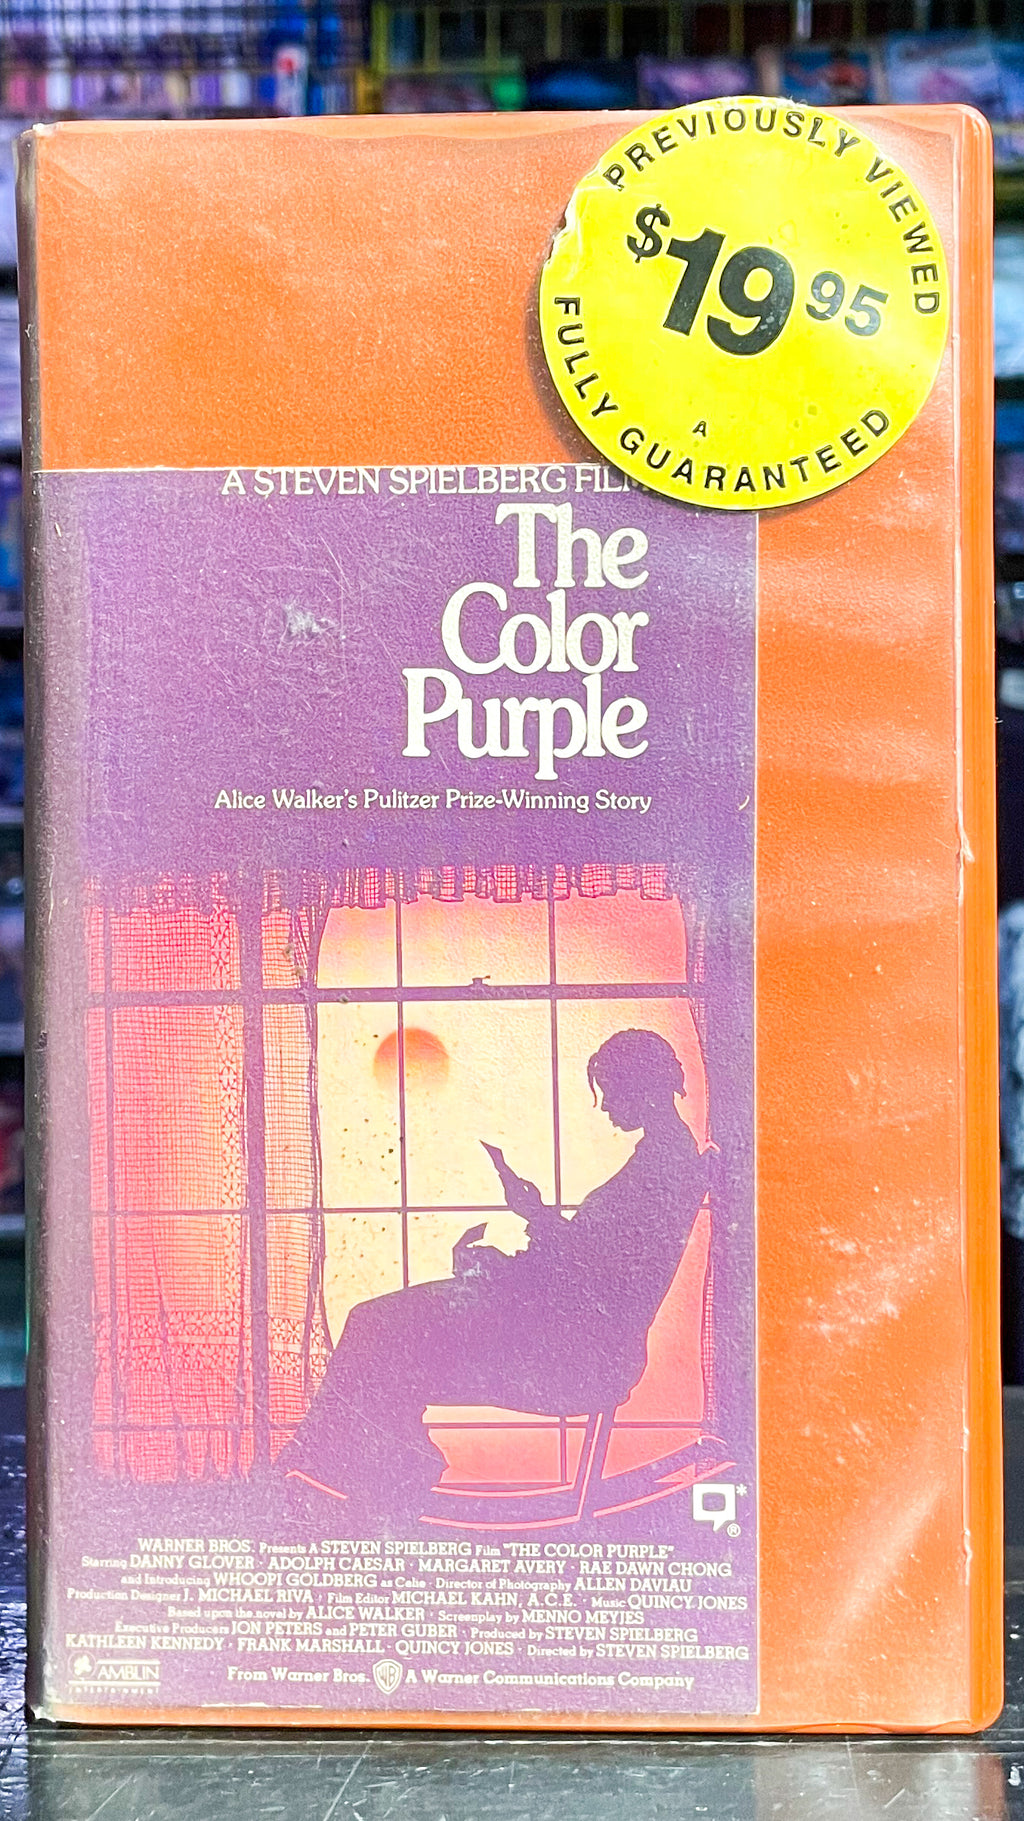 PREVIOUSLY VIEWED
$19 95
A
FULLY GUARANTEED
A STEVEN SPIELBERG FILM
The
Color
Purple
Alice Walker's Pulitzer Prize-Winning Story
*
®
WARNER BROS. Presents A STEVEN SPIELBERG Film "THE COLOR PURPLE"
Starring DANNY GLOVER · ADOLPH CAESAR · MARGARET AVERY · RAE DAWN CHONG
and Introducing WHOOPI GOLDBERG as Celie · Director of Photography ALLEN DAVIAU
Production Designer J. MICHAEL RIVA · Film Editor MICHAEL KAHN, A.C.E. · Music QUINCY JONES
Based upon the novel by ALICE WALKER · Screenplay by MENNO MEYJES
Executive Producers JON PETERS and PETER GUBER · Produced by STEVEN SPIELBERG
KATHLEEN KENNEDY · FRANK MARSHALL · QUINCY JONES · Directed by STEVEN SPIELBERG
AMBLIN
ENTERTAINMENT
From Warner Bros. WB A Warner Communications Company